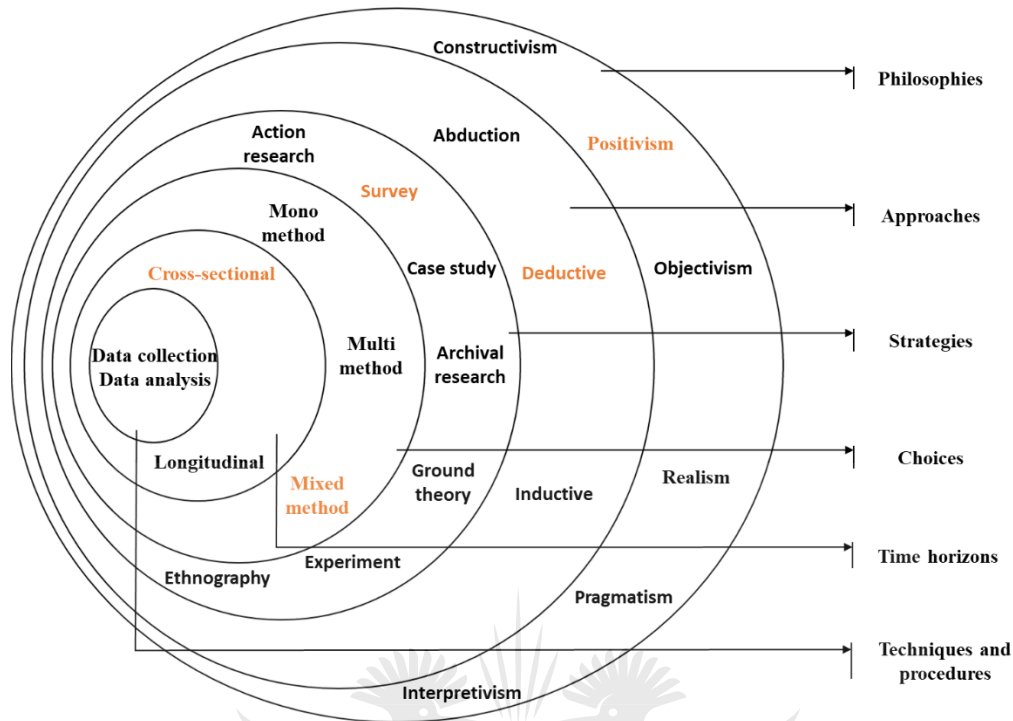 Constructivism
Philosophies
Action
research
Abduction
Positivism
Survey
Mono
method
Approaches
Cross-sectional
Case study
Deductive
Objectivism
Data collection
Data analysis
Multi
method
Archival
research
Strategies
Longitudinal
Mixed
method
Ground
theory
Inductive
Realism
Choices
Ethnography
Experiment
Time horizons
Pragmatism
Techniques and
procedures
Interpretivism